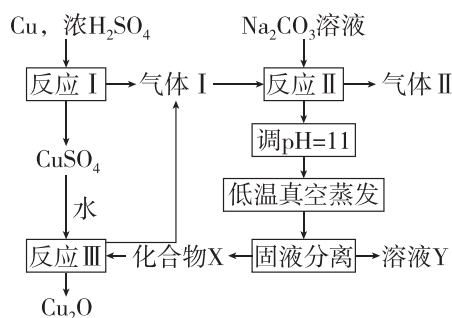 Cu，浓H₂SO₄ Na₂CO₃溶液
反应Ⅰ 气体Ⅰ 反应Ⅱ 气体Ⅱ
调pH=11
CuSO₄
低温真空蒸发
水
反应Ⅲ 化合物X 固液分离 溶液Y
Cu₂O